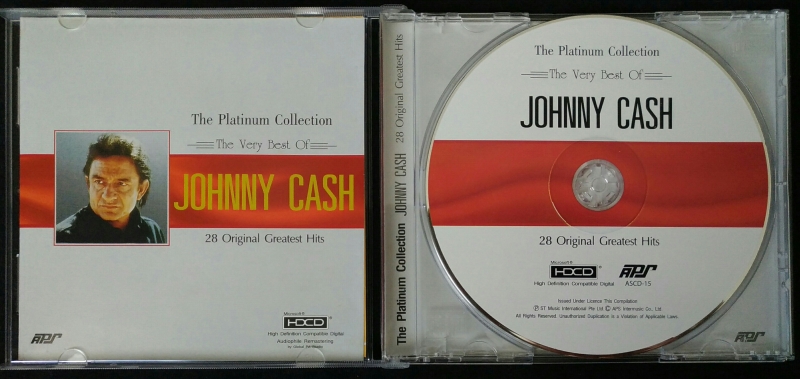 The Platinum Collection
The Very Best Of
JOHNNY CASH
28 Original Greatest Hits
Microsoft®
HDCD
High Definition Compatible Digital
Audiophile Remastering
APS
The Platinum Collection JOHNNY CASH 28 Original Greatest Hits
The Platinum Collection
The Very Best Of
JOHNNY CASH
28 Original Greatest Hits
Microsoft®
HDCD
High Definition Compatible Digital
APS
ASCD-15
Issued Under Licence This Compilation
Ⓟ ST Music International Pte Ltd Ⓒ APS Intermusic Co., Ltd
All Rights Reserved. Unauthorized Duplication is a Violation of Applicable Laws.